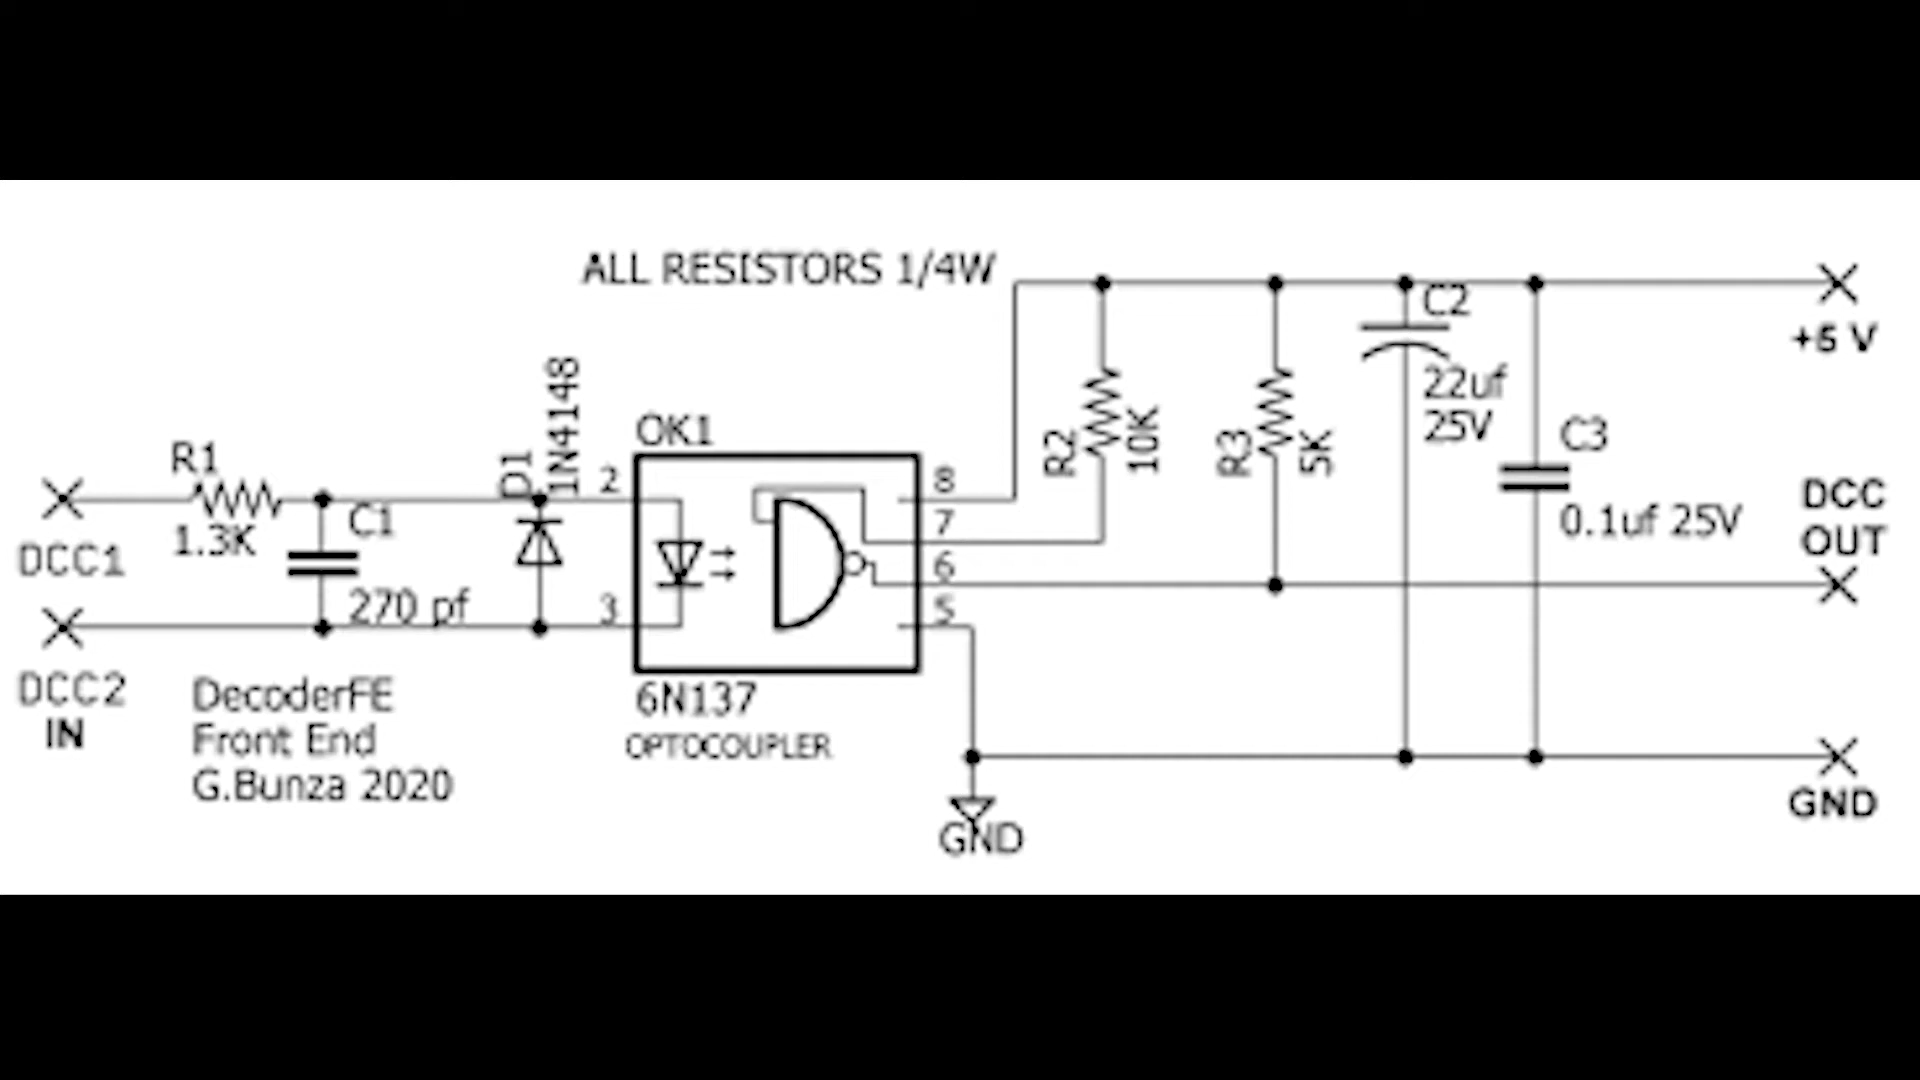 ALL RESISTORS 1/4W
+5 V
C2
22uf
25V
C3
0.1uf 25V
R2
10K
R3
5K
DCC
OUT
GND
GND
OK1
2
3
8
7
6
5
6N137
OPTOCOUPLER
D1
1N4148
R1
1.3K
C1
270 pf
DCC1
DCC2
IN
DecoderFE
Front End
G.Bunza 2020